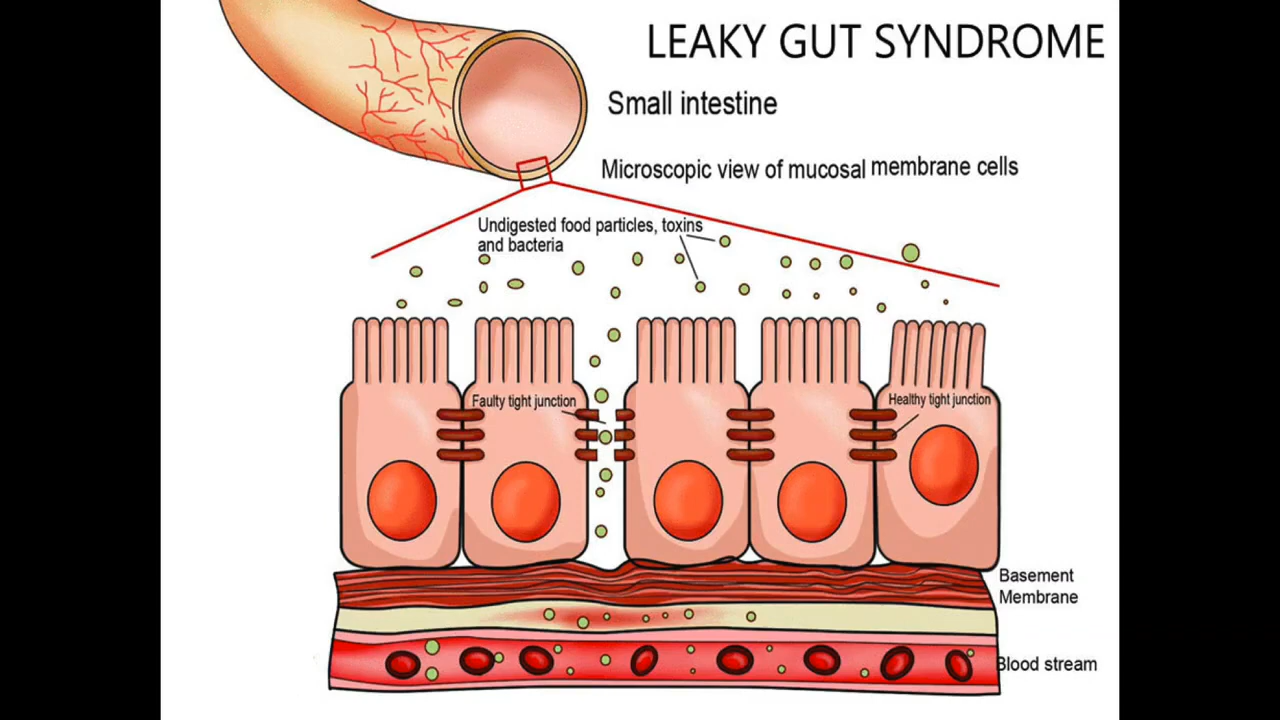 LEAKY GUT SYNDROME
Small intestine
Microscopic view of mucosal membrane cells
Undigested food particles, toxins
and bacteria
Faulty tight junction
Healthy tight junction
Basement
Membrane
Blood stream